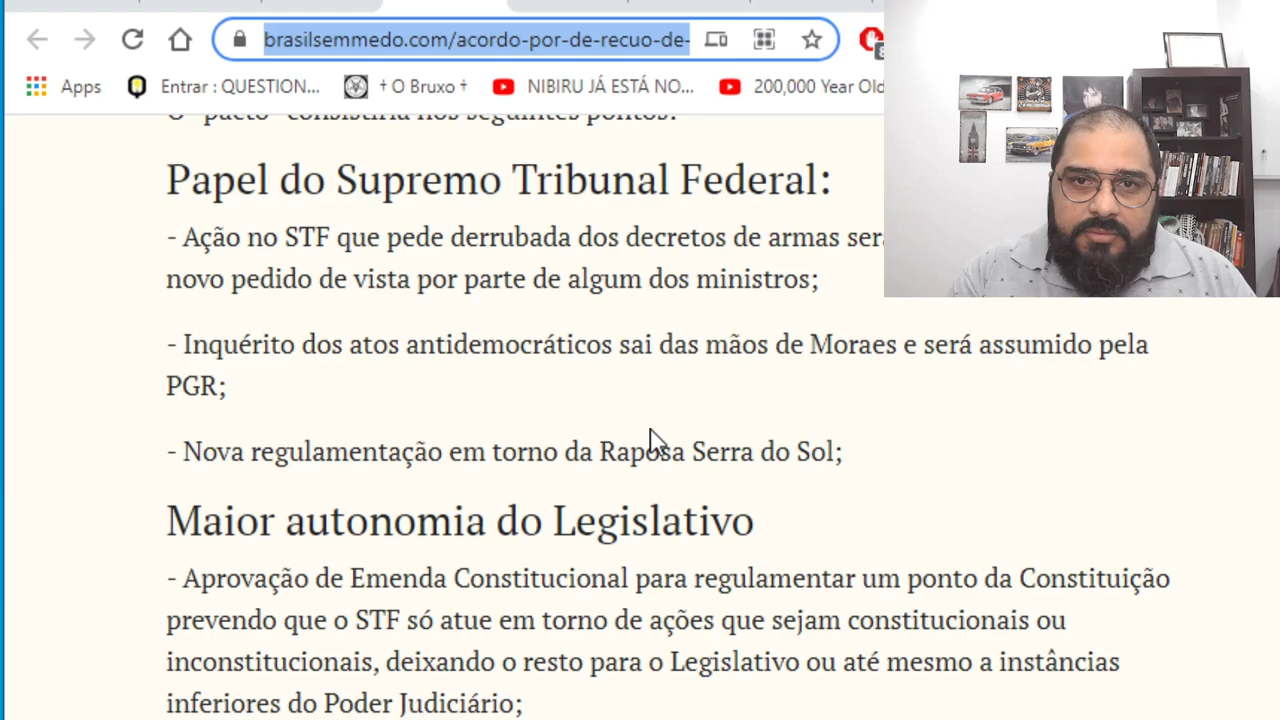 brasilsemmedo.com/acordo-por-de-recuo-de-
Apps Entrar : QUESTION... † O Bruxo † NIBIRU JÁ ESTÁ NO... 200,000 Year Old
O "pacto" consistiria nos seguintes pontos:
Papel do Supremo Tribunal Federal:
- Ação no STF que pede derrubada dos decretos de armas
novo pedido de vista por parte de algum dos ministros;
- Inquérito dos atos antidemocráticos sai das mãos de Moraes e será assumido pela
PGR;
- Nova regulamentação em torno da Raposa Serra do Sol;
Maior autonomia do Legislativo
- Aprovação de Emenda Constitucional para regulamentar um ponto da Constituição
prevendo que o STF só atue em torno de ações que sejam constitucionais ou
inconstitucionais, deixando o resto para o Legislativo ou até mesmo a instâncias
inferiores do Poder Judiciário;